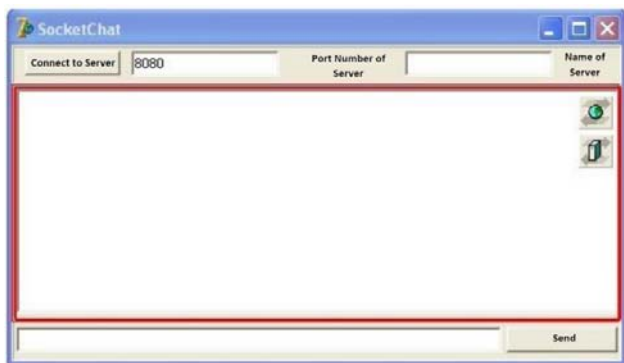 SocketChat
Connect to Server
8080
Port Number of
Server
Name of
Server
Send